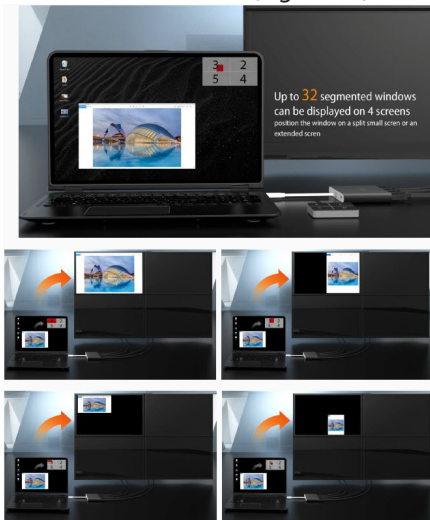 3 2
5 4
Up to 32 segmented windows
can be displayed on 4 screens
position the window on a split small scren or an
extended scren